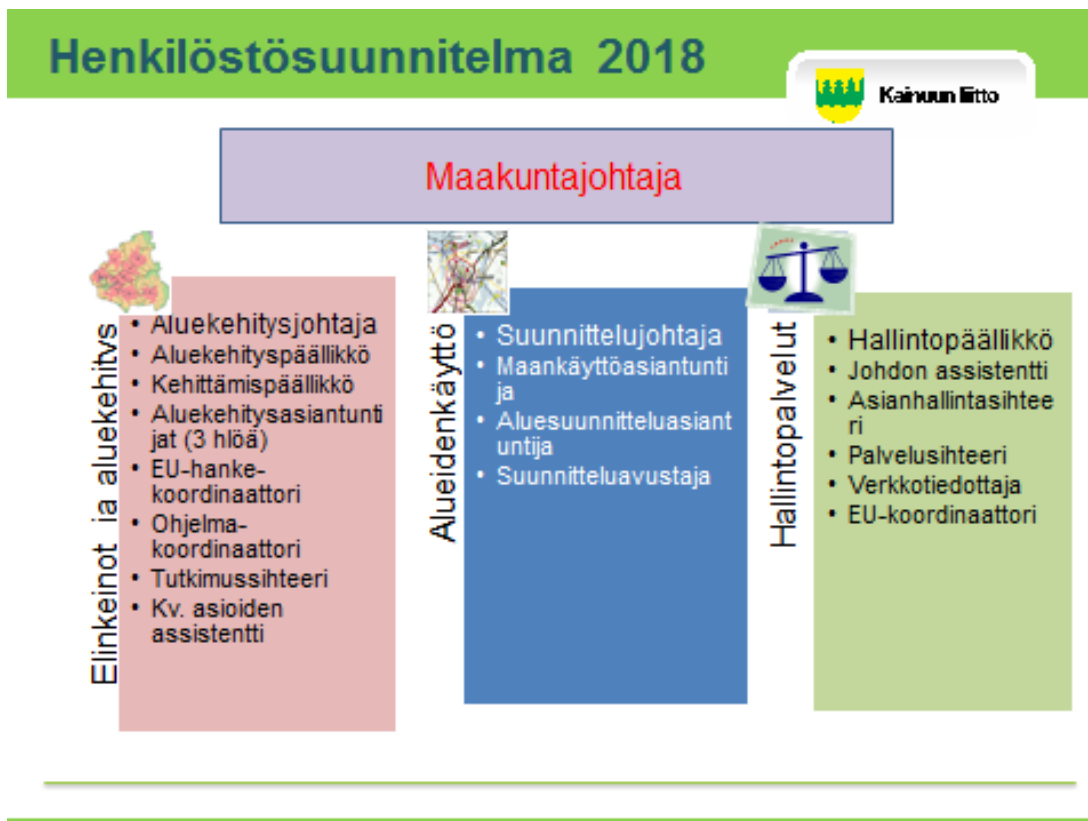 Henkilöstösuunnitelma 2018
Kainuun liitto
Maakuntajohtaja
Elinkeinot ja aluekehitys
• Aluekehitysjohtaja
• Aluekehityspäällikkö
• Kehittämispäällikkö
• Aluekehitysasiantunti
jat (3 hlöä)
• EU-hanke-
koordinaattori
• Ohjelma-
koordinaattori
• Tutkimussihteeri
• Kv. asioiden
assistentti
Alueidenkäyttö
• Suunnittelujohtaja
• Maankäyttöasiantunti
ja
• Aluesuunnitteluasiant
untija
• Suunnitteluavustaja
Hallintopalvelut
• Hallintopäällikkö
• Johdon assistentti
• Asianhallintasihtee
ri
• Palvelusihteeri
• Verkkotiedottaja
• EU-koordinaattori